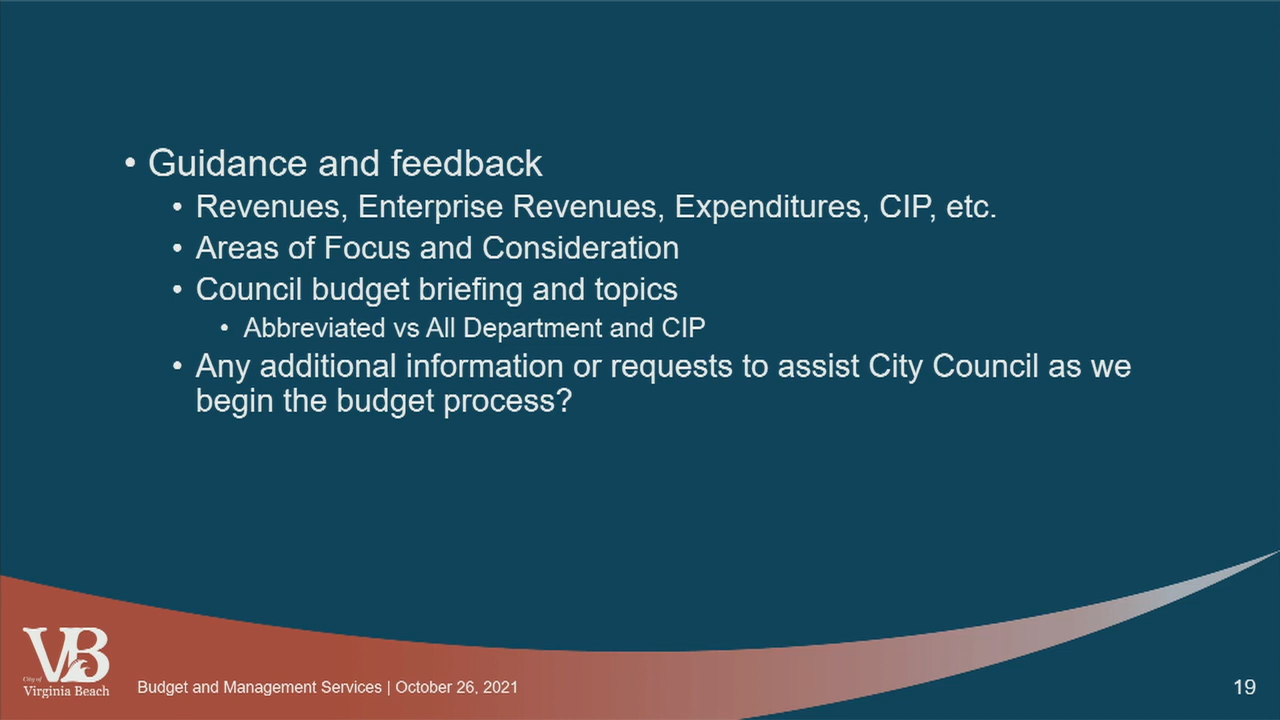 • Guidance and feedback
• Revenues, Enterprise Revenues, Expenditures, CIP, etc.
• Areas of Focus and Consideration
• Council budget briefing and topics
• Abbreviated vs All Department and CIP
• Any additional information or requests to assist City Council as we
begin the budget process?
VB
City of
Virginia Beach
Budget and Management Services | October 26, 2021
19